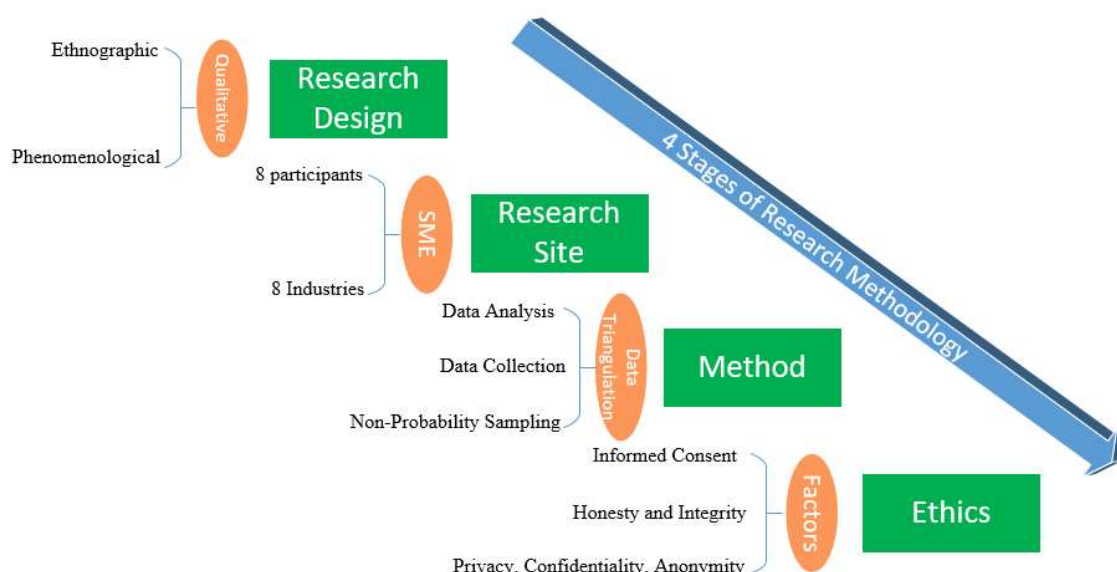 Ethnographic
Phenomenological
Qualitative
Research
Design
8 participants
8 Industries
SME
Research
Site
Data Analysis
Data Collection
Non-Probability Sampling
Data
Triangulation
Method
Informed Consent
Honesty and Integrity
Privacy, Confidentiality, Anonymity
Factors
Ethics
4 Stages of Research Methodology